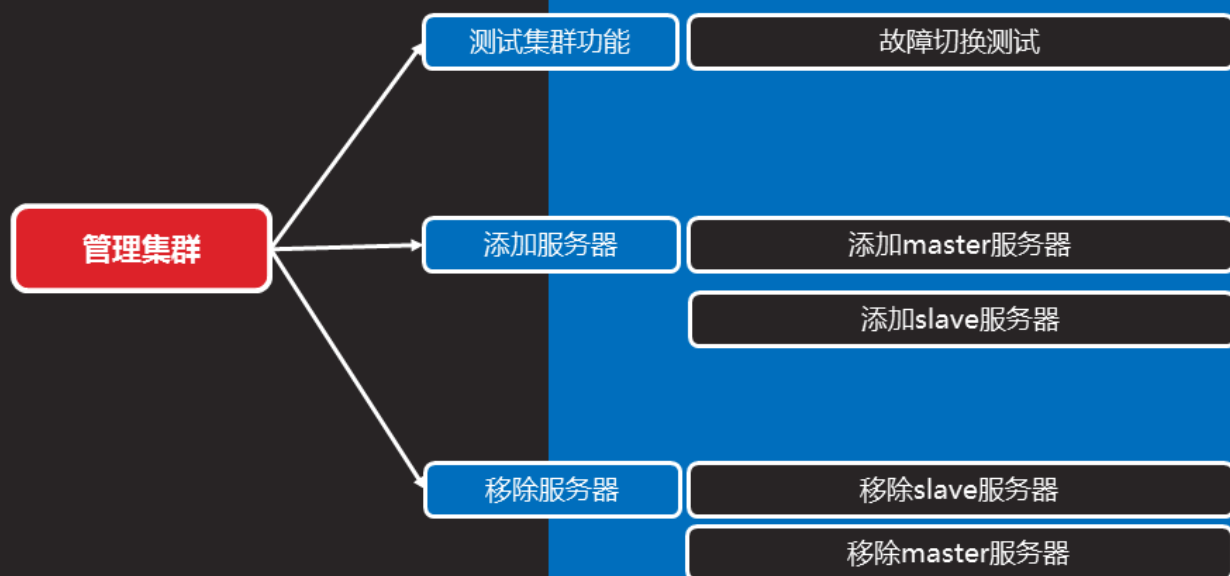 测试集群功能
故障切换测试
管理集群
添加服务器
添加master服务器
添加slave服务器
移除服务器
移除slave服务器
移除master服务器